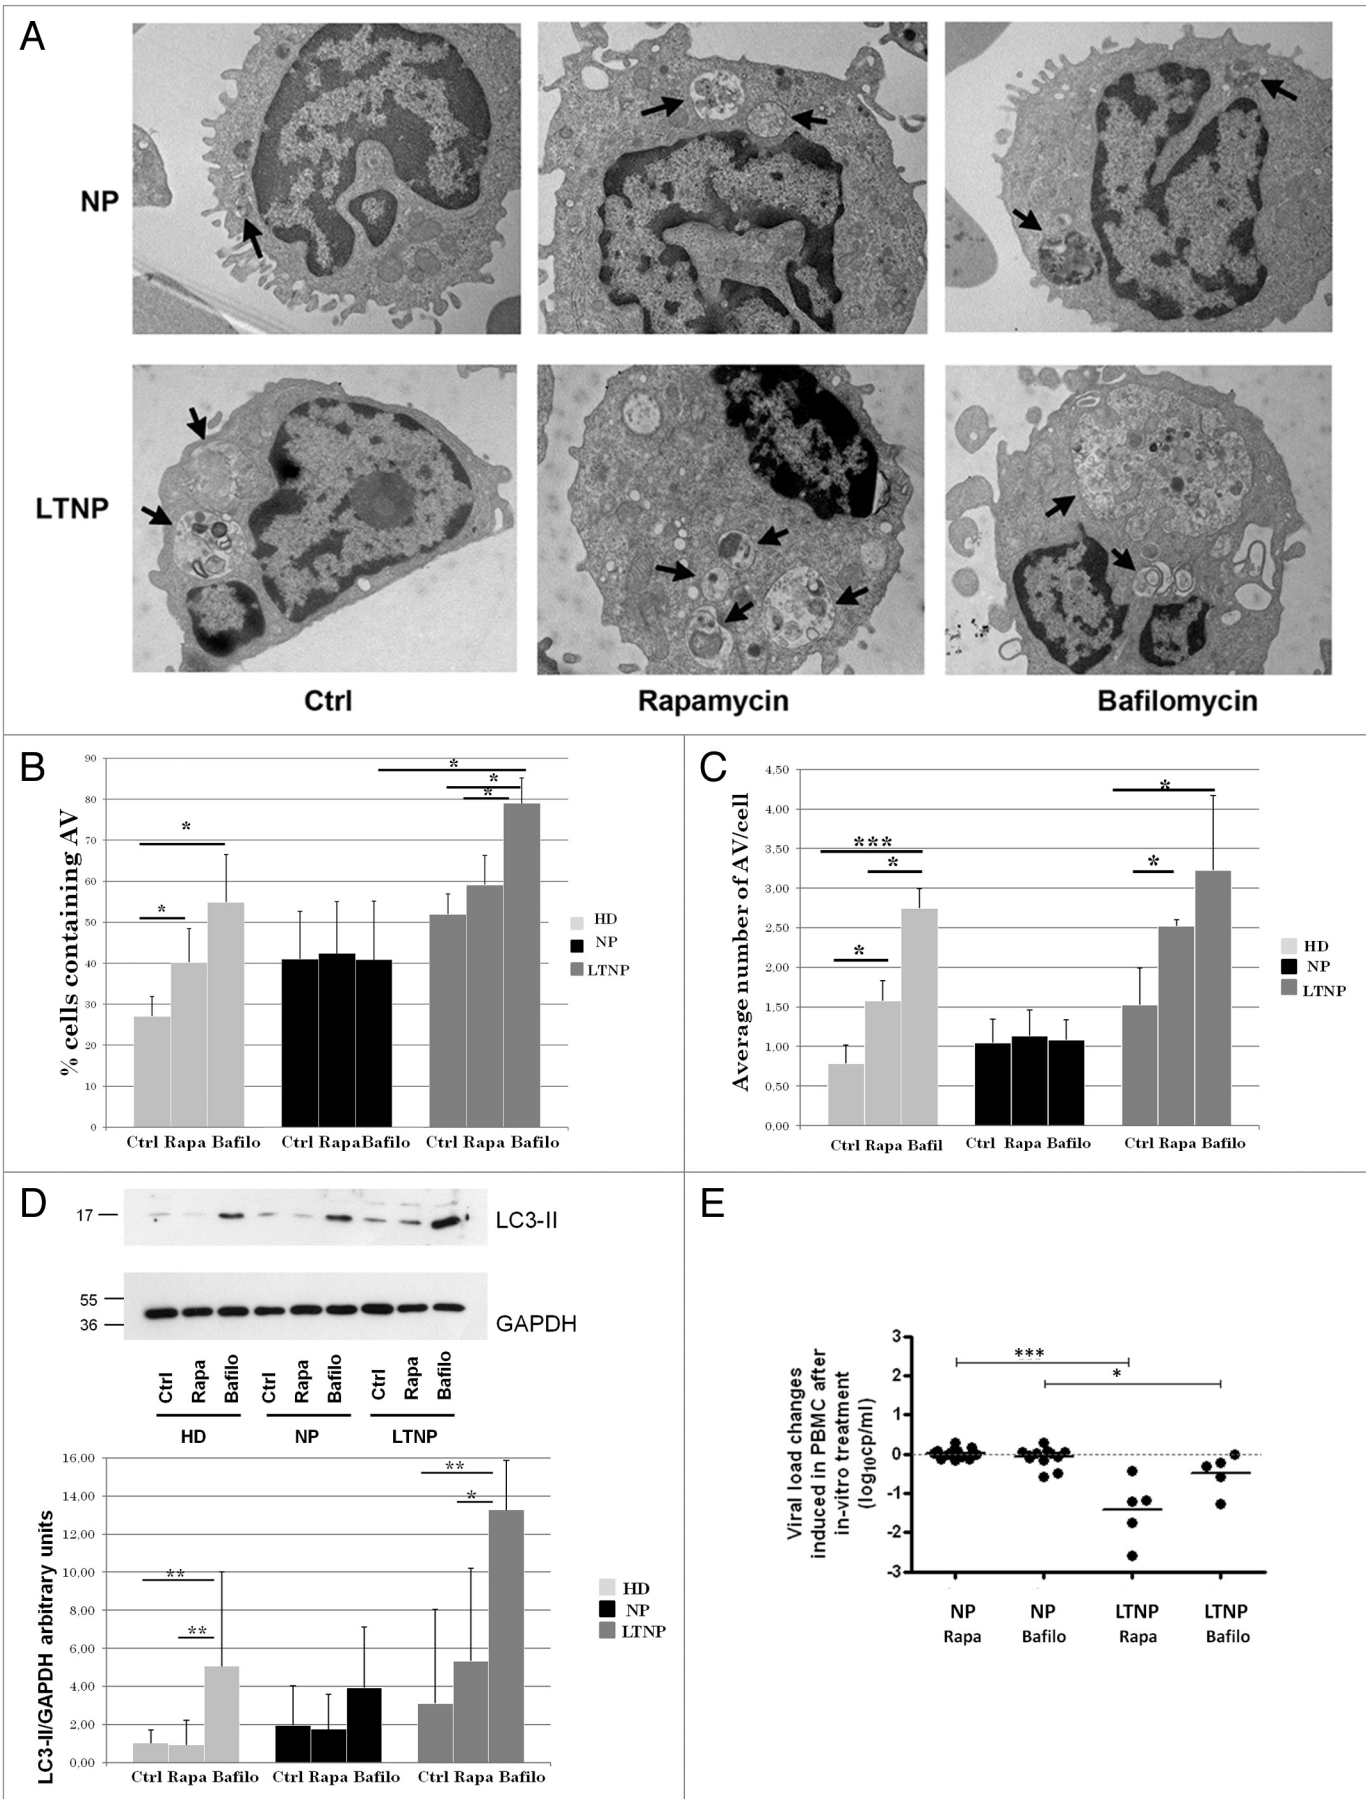 A
NP
LTNP
Ctrl Rapamycin Bafilomycin
B
% cells containing AV
90
80
70
60
50
40
30
20
10
0
*
*
*
*
*
Ctrl Rapa Bafilo Ctrl RapaBafilo Ctrl Rapa Bafilo
HD
NP
LTNP
C
Average number of AV/cell
4,50
4,00
3,50
3,00
2,50
2,00
1,50
1,00
0,50
0,00
***
*
*
*
*
Ctrl Rapa Bafil Ctrl Rapa Bafilo Ctrl Rapa Bafilo
HD
NP
LTNP
D
17
LC3-II
55
36
GAPDH
Ctrl Rapa Bafilo Ctrl Rapa Bafilo Ctrl Rapa Bafilo
HD NP LTNP
LC3-II/GAPDH arbitrary units
16,00
14,00
12,00
10,00
8,00
6,00
4,00
2,00
0,00
**
**
**
*
Ctrl Rapa Bafilo Ctrl Rapa Bafilo Ctrl Rapa Bafilo
HD
NP
LTNP
E
Viral load changes
induced in PBMC after
in-vitro treatment
(log10cp/ml)
3
2
1
0
-1
-2
-3
***
*
NP NP LTNP LTNP
Rapa Bafilo Rapa Bafilo